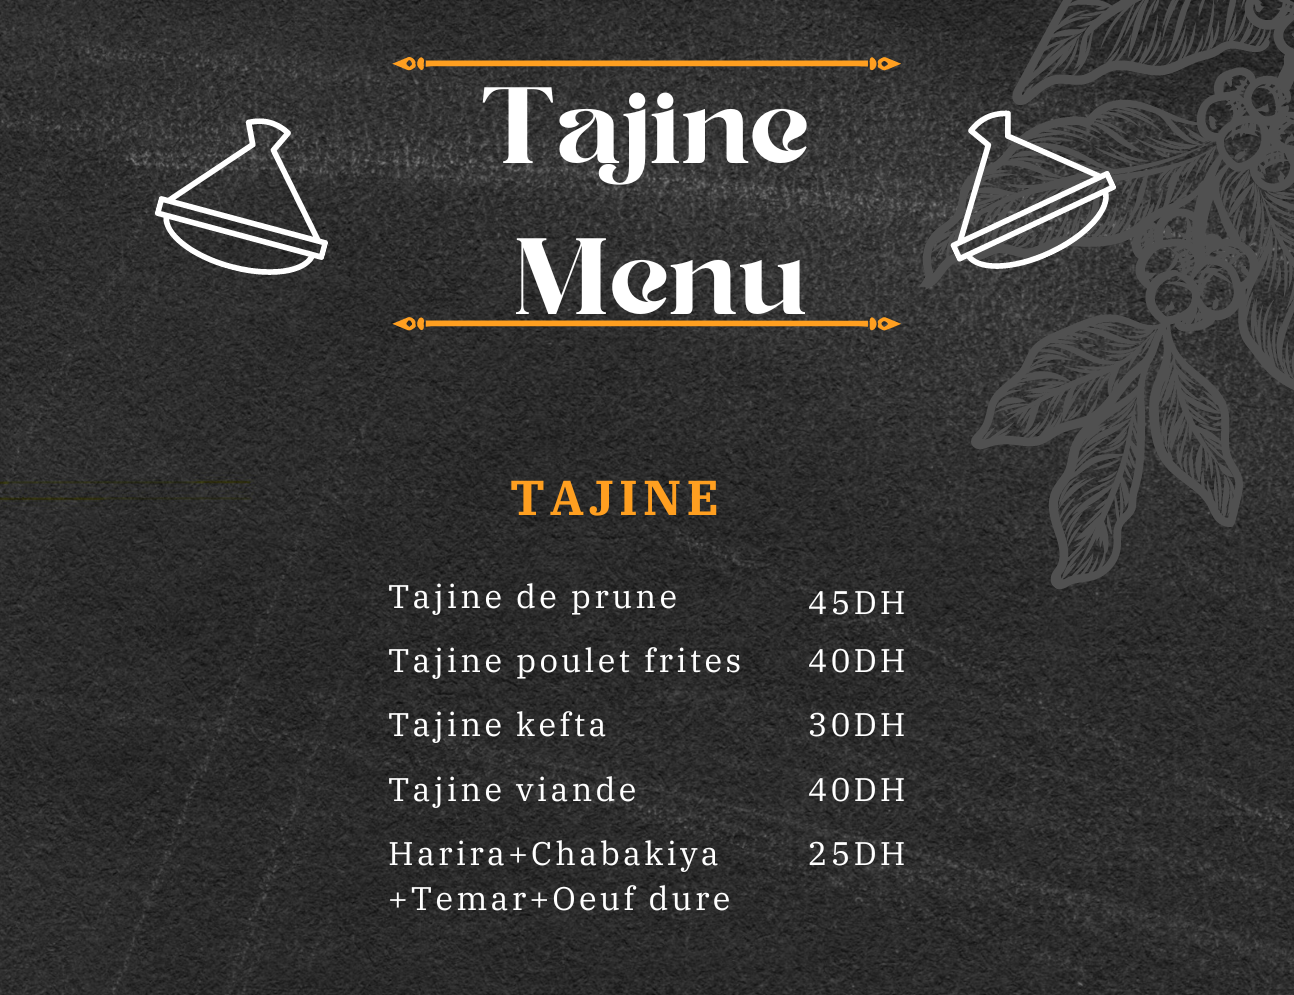 Tajine
Menu
TAJINE
Tajine de prune 45DH
Tajine poulet frites 40DH
Tajine kefta 30DH
Tajine viande 40DH
Harira+Chabakiya 25DH
+Temar+Oeuf dure